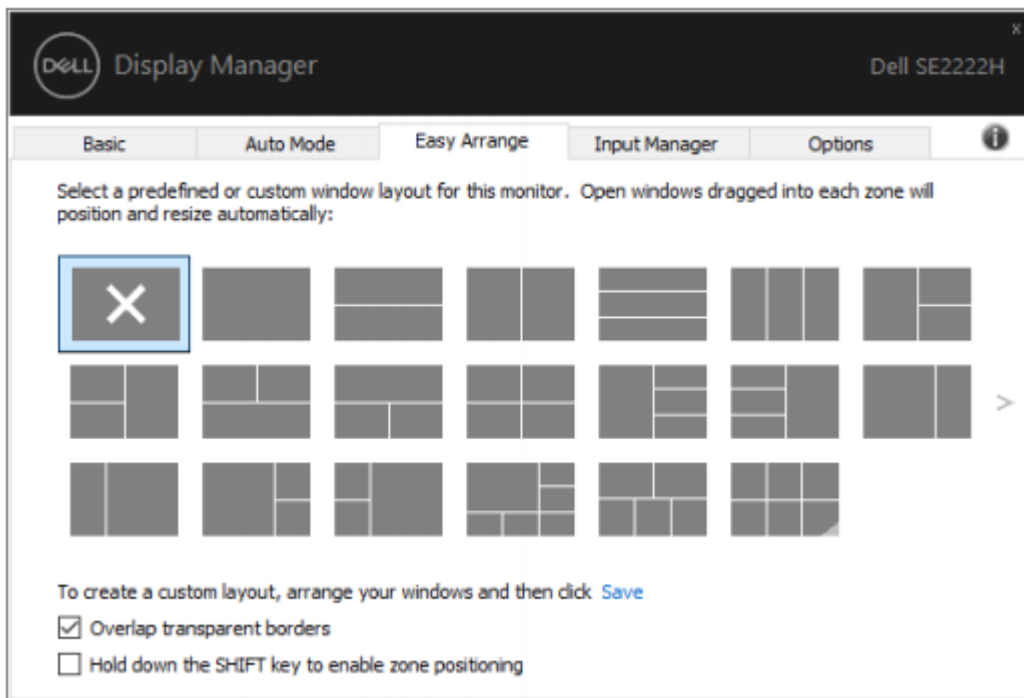 x
DELL Display Manager
Dell SE2222H
Basic Auto Mode Easy Arrange Input Manager Options i
Select a predefined or custom window layout for this monitor. Open windows dragged into each zone will
position and resize automatically:
>
To create a custom layout, arrange your windows and then click Save
Overlap transparent borders
Hold down the SHIFT key to enable zone positioning